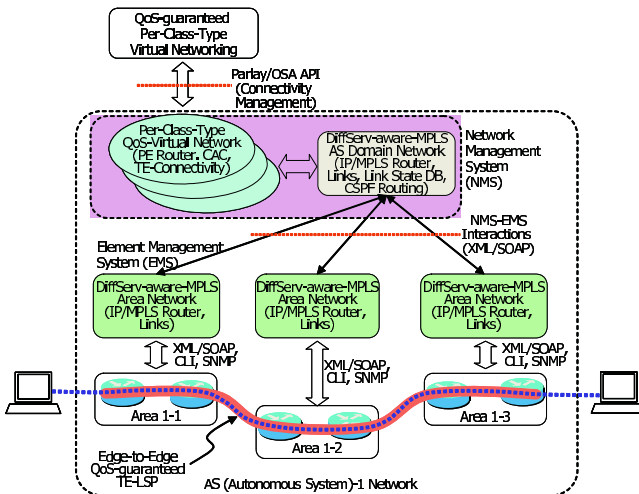 QoS-guaranteed
Per-Class-Type
Virtual Networking
Parlay/OSA API
(Connectivity
Management)
Per-Class-Type
QoS-Virtual Network
(PE Router. CAC,
TE-Connectivity)
DiffServ-aware-MPLS
AS Domain Network
(IP/MPLS Router,
Links, Link State DB,
CSPF Routing)
Network
Management
System
(NMS)
NMS-EMS
Interactions
(XML/SOAP)
Element Management
System (EMS)
DiffServ-aware-MPLS
Area Network
(IP/MPLS Router,
Links)
DiffServ-aware-MPLS
Area Network
(IP/MPLS Router,
Links)
DiffServ-aware-MPLS
Area Network
(IP/MPLS Router,
Links)
XML/SOAP,
CLI, SNMP
XML/SOAP,
CLI, SNMP
XML/SOAP,
CLI, SNMP
Area 1-1
Area 1-2
Area 1-3
Edge-to-Edge
QoS-guaranteed
TE-LSP
AS (Autonomous System)-1 Network